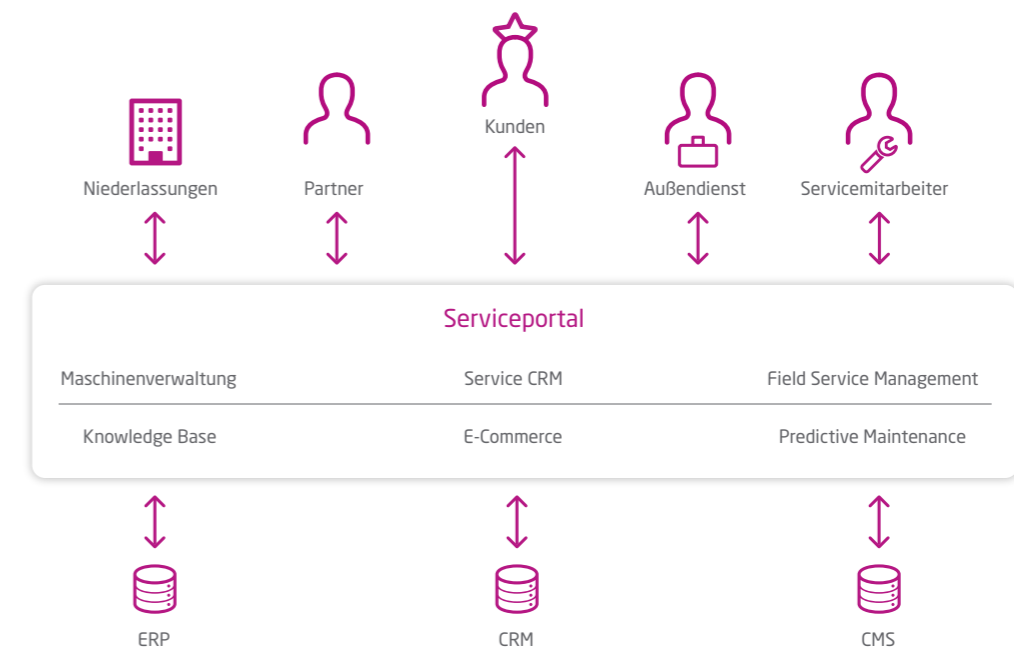 Kunden
Niederlassungen
Partner
Außendienst
Servicemitarbeiter
Serviceportal
Maschinenverwaltung
Service CRM
Field Service Management
Knowledge Base
E-Commerce
Predictive Maintenance
ERP
CRM
CMS